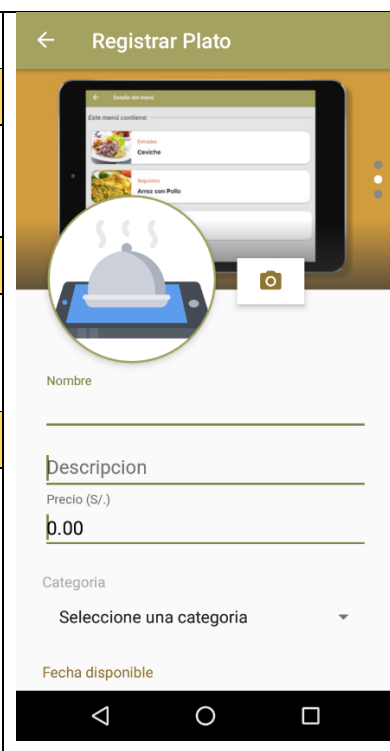 Registrar Plato
Detalle del menú
Este menú contiene:
Entradas
Ceviche
Segundos
Arroz con Pollo
Nombre
Descripcion
Precio (S/.)
0.00
Categoria
Seleccione una categoria
Fecha disponible